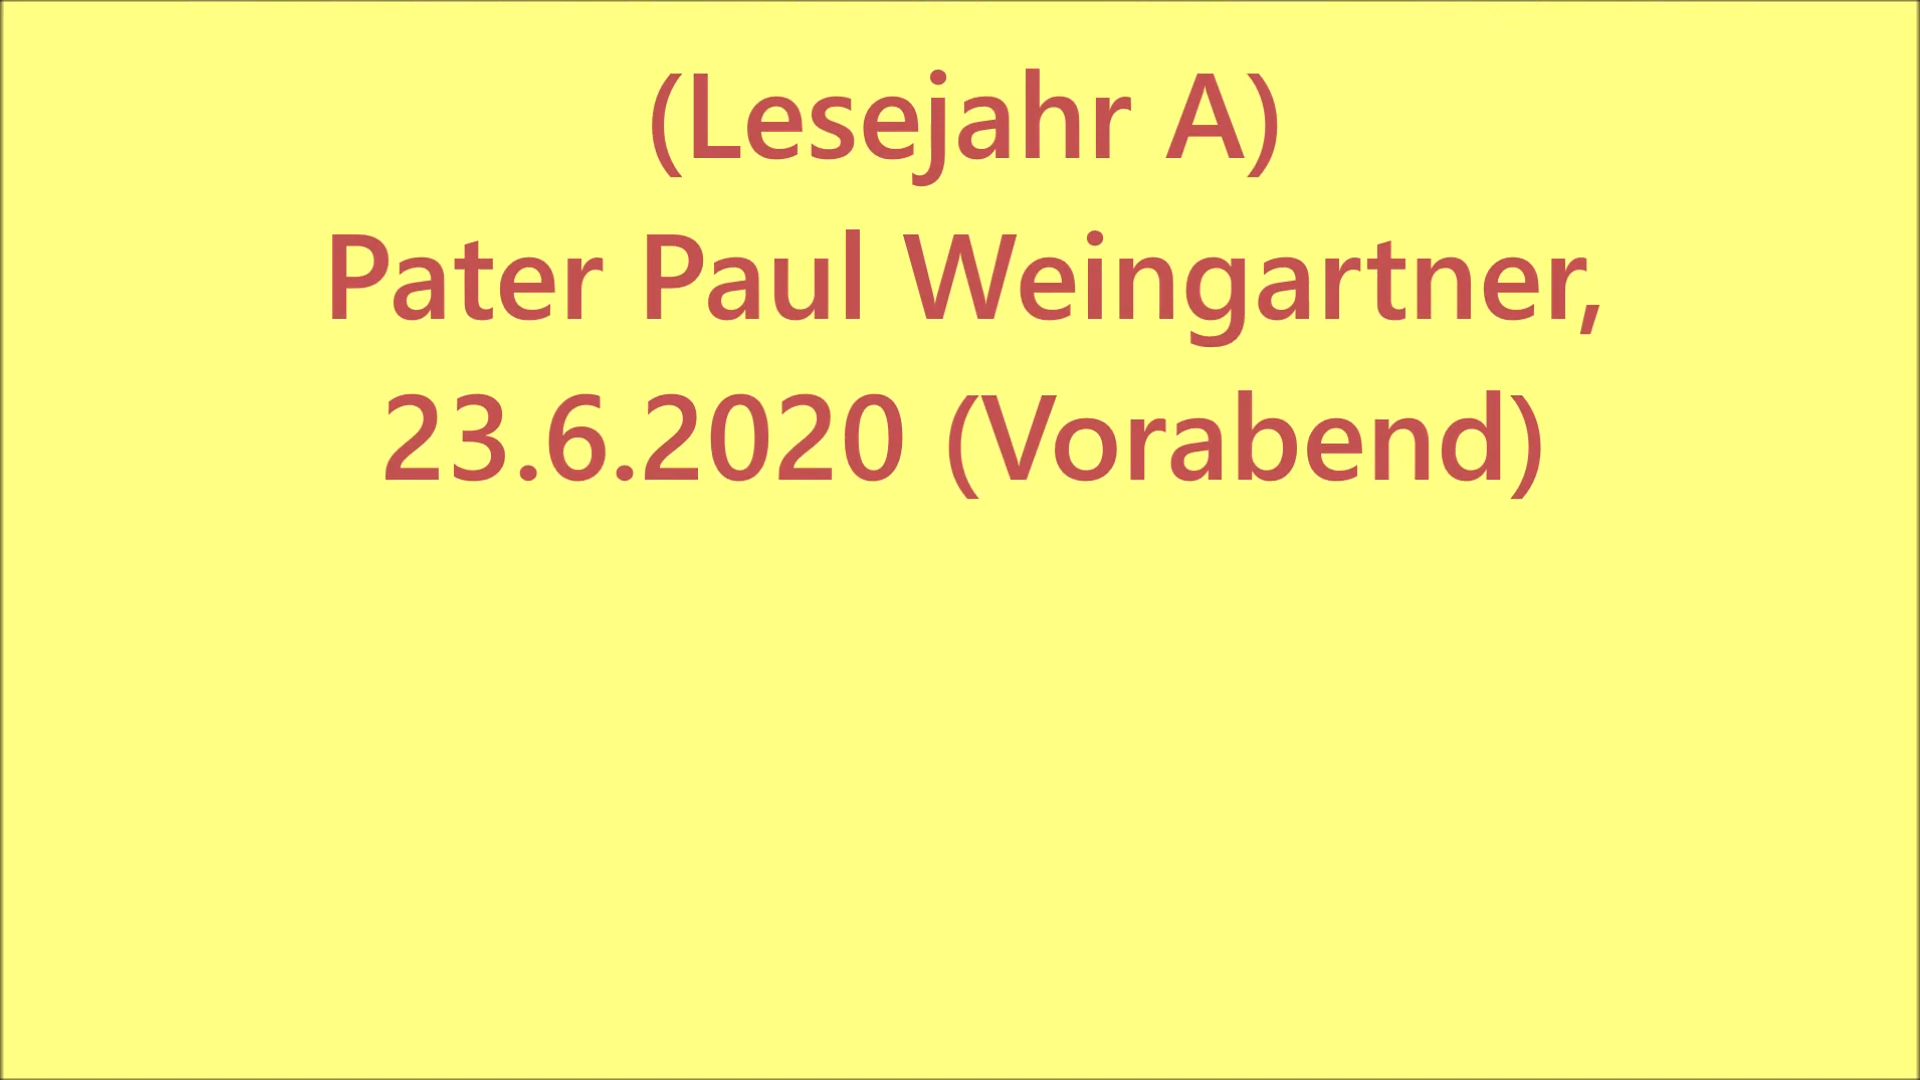 (Lesejahr A)
Pater Paul Weingartner,
23.6.2020 (Vorabend)